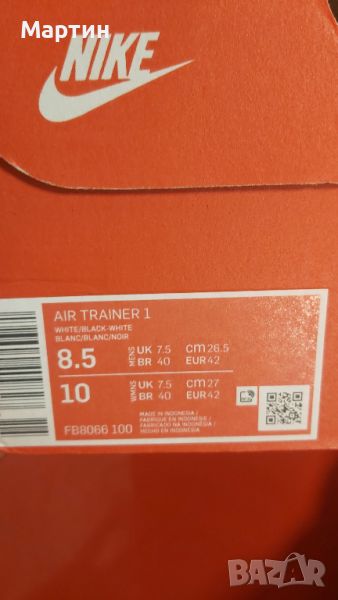 Мартин
NIKE
AIR TRAINER 1
WHITE/BLACK-WHITE
BLANC/BLANC/NOIR
8.5 MENS UK 7.5 CM 26.5
BR 40 EUR 42
10 WMNS UK 7.5 CM 27
BR 40 EUR 42
FB8066 100
MADE IN INDONESIA /
FABRIQUÉ EN INDONÉSIE /
FABRICADO NA INDONÉSIA /
HECHO EN INDONESIA
BAZAR